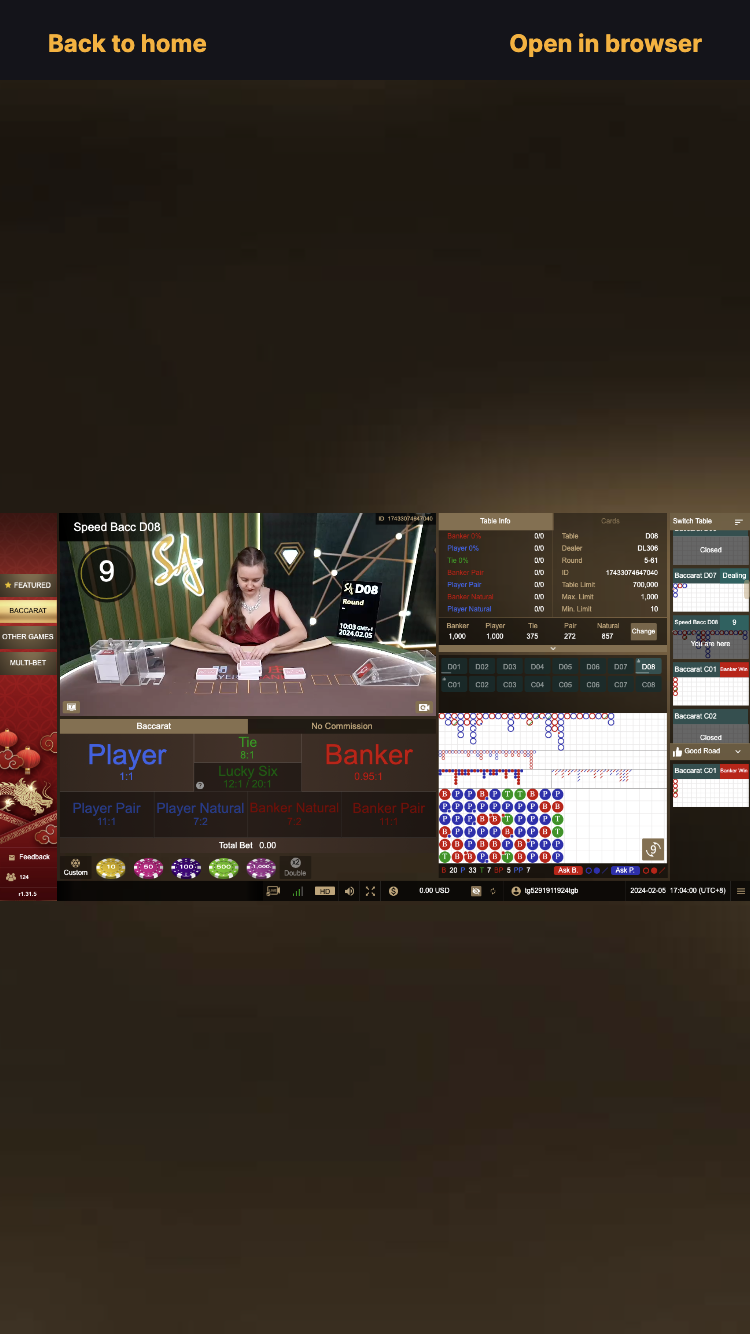 Back to home
Open in browser
Speed Bacc D08
ID 17433074647040
9
SA
D08
Round
–
10:03 GMT+1
2024.02.05
FEATURED
BACCARAT
OTHER GAMES
MULTI-BET
Feedback
124
r1.31.5
Baccarat
No Commission
Player
1:1
Tie
8:1
Lucky Six
12:1 / 20:1
Banker
0.95:1
Player Pair
11:1
Player Natural
7:2
Banker Natural
7:2
Banker Pair
11:1
Total Bet 0.00
Custom
10
50
100
500
1,000
x2
Double
Table Info
Cards
Banker 0% 0/0
Player 0% 0/0
Tie 0% 0/0
Banker Pair 0/0
Player Pair 0/0
Banker Natural 0/0
Player Natural 0/0
Table D08
Dealer DL306
Round 5-61
ID 17433074647040
Table Limit 700,000
Max. Limit 1,000
Min. Limit 10
Banker Player Tie Pair Natural
1,000 1,000 375 272 857
Change
D01 D02 D03 D04 D05 D06 D07 D08
C01 C02 C03 C04 C05 C06 C07 C08
B P P B P T T B P P
B 20 P 33 T 7 BP 5 PP 7
Ask B.
Ask P.
Switch Table
Closed
Baccarat D07 Dealing
Speed Bacc D08 9
You are here
Baccarat C01 Banker Win
Baccarat C02
Closed
Good Road
Baccarat C01 Banker Win
HD
0.00 USD
tg5291911924tgb
2024-02-05 17:04:00 (UTC+8)